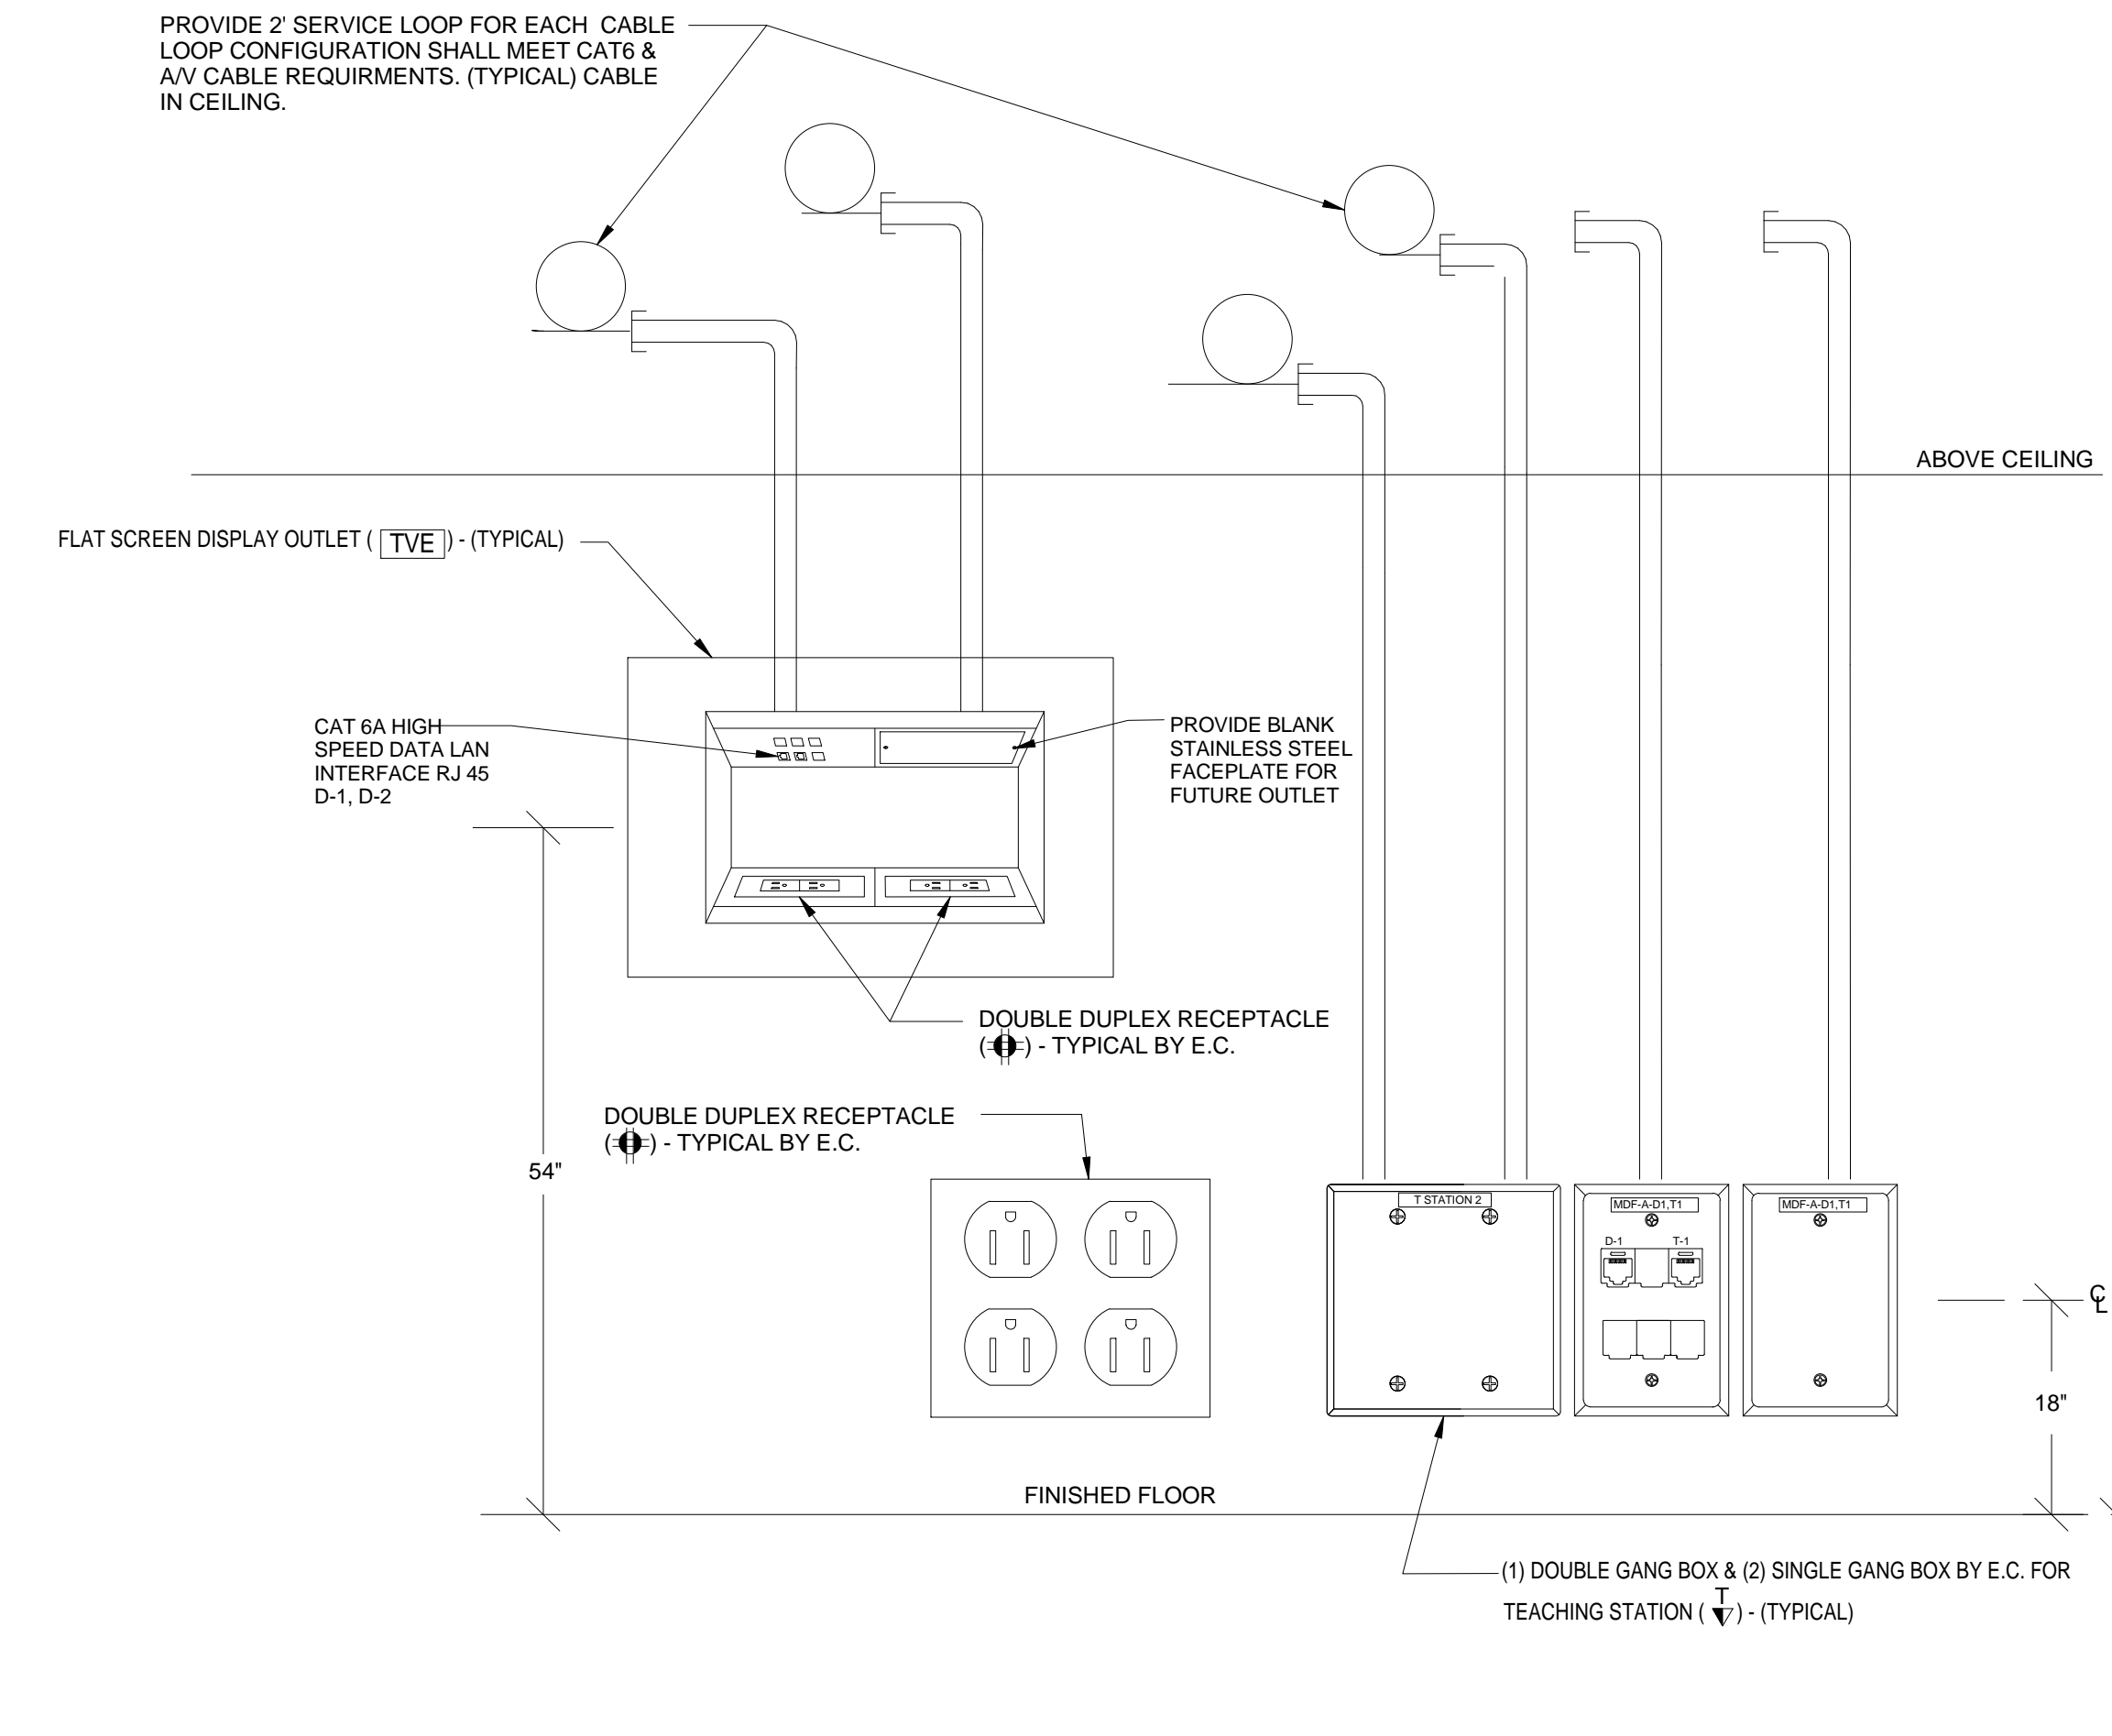 PROVIDE 2' SERVICE LOOP FOR EACH CABLE
LOOP CONFIGURATION SHALL MEET CAT6 &
A/V CABLE REQUIRMENTS. (TYPICAL) CABLE
IN CEILING.
ABOVE CEILING
FLAT SCREEN DISPLAY OUTLET ( TVE ) - (TYPICAL)
CAT 6A HIGH
SPEED DATA LAN
INTERFACE RJ 45
D-1, D-2
PROVIDE BLANK
STAINLESS STEEL
FACEPLATE FOR
FUTURE OUTLET
DOUBLE DUPLEX RECEPTACLE
( ) - TYPICAL BY E.C.
DOUBLE DUPLEX RECEPTACLE
( ) - TYPICAL BY E.C.
54"
T STATION 2
MDF-A-D1,T1
MDF-A-D1,T1
D-1 T-1
℄
18"
FINISHED FLOOR
(1) DOUBLE GANG BOX & (2) SINGLE GANG BOX BY E.C. FOR
TEACHING STATION ( T ) - (TYPICAL)